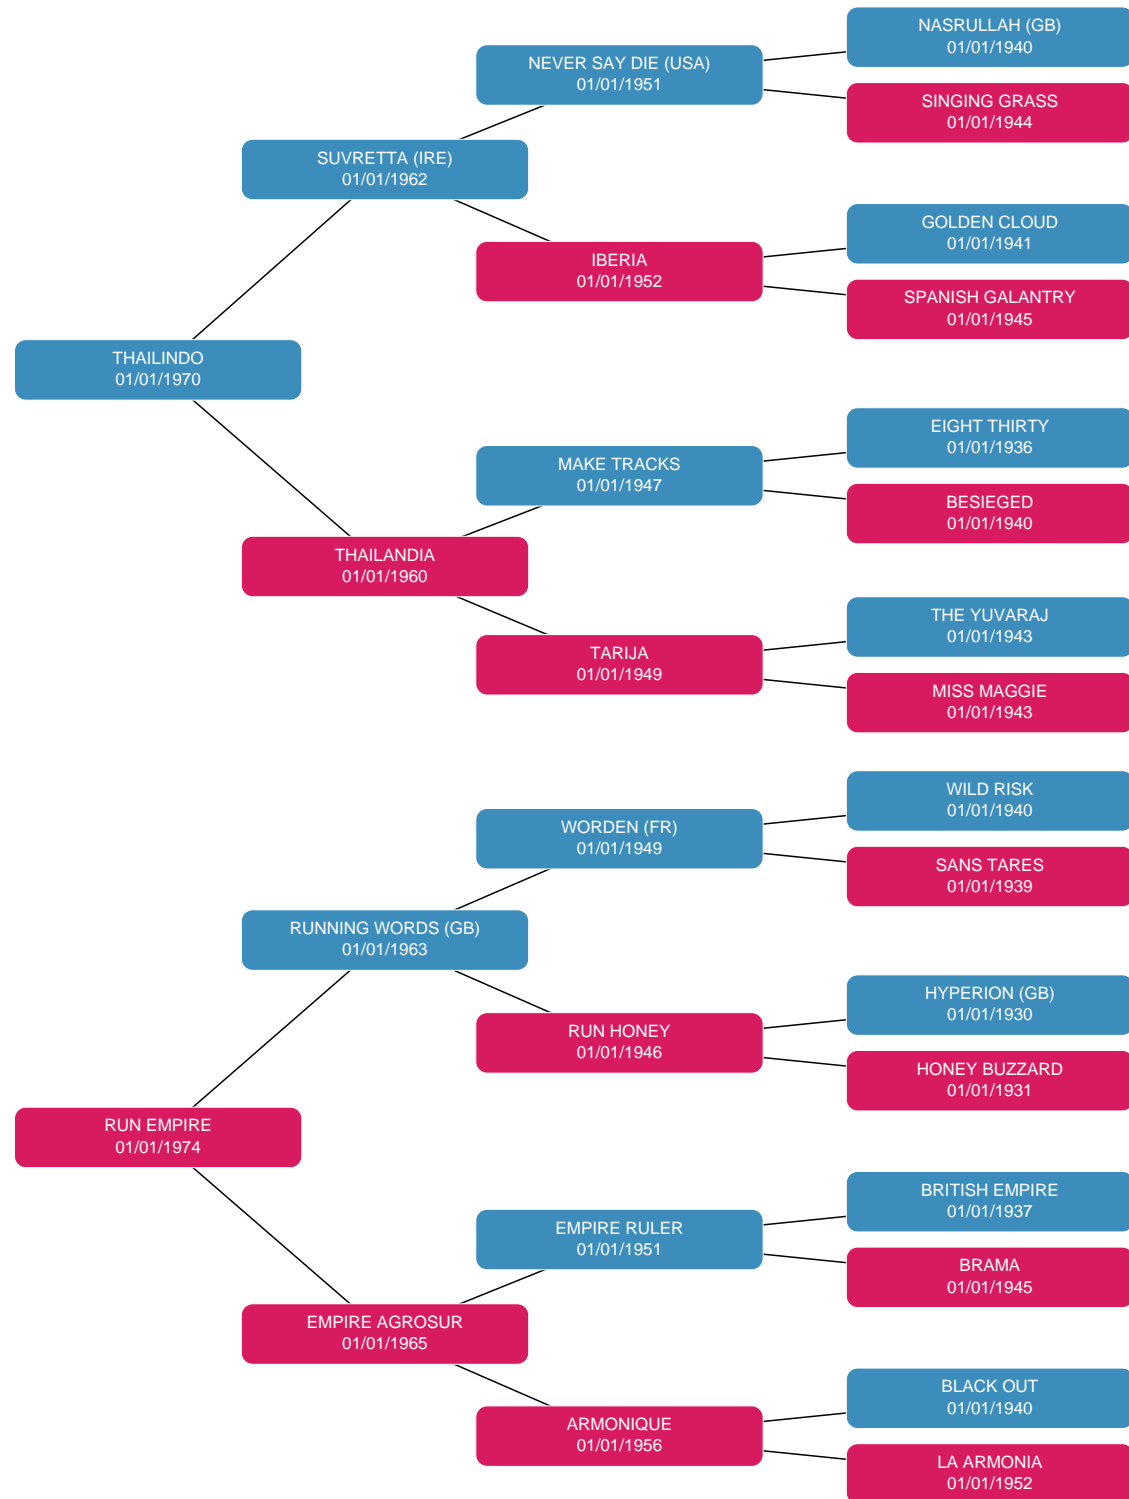 NASRULLAH (GB)
01/01/1940
NEVER SAY DIE (USA)
01/01/1951
SINGING GRASS
01/01/1944
SUVRETTA (IRE)
01/01/1962
GOLDEN CLOUD
01/01/1941
IBERIA
01/01/1952
SPANISH GALANTRY
01/01/1945
THAILINDO
01/01/1970
EIGHT THIRTY
01/01/1936
MAKE TRACKS
01/01/1947
BESIEGED
01/01/1940
THAILANDIA
01/01/1960
THE YUVARAJ
01/01/1943
TARIJA
01/01/1949
MISS MAGGIE
01/01/1943
WILD RISK
01/01/1940
WORDEN (FR)
01/01/1949
SANS TARES
01/01/1939
RUNNING WORDS (GB)
01/01/1963
HYPERION (GB)
01/01/1930
RUN HONEY
01/01/1946
HONEY BUZZARD
01/01/1931
RUN EMPIRE
01/01/1974
BRITISH EMPIRE
01/01/1937
EMPIRE RULER
01/01/1951
BRAMA
01/01/1945
EMPIRE AGROSUR
01/01/1965
BLACK OUT
01/01/1940
ARMONIQUE
01/01/1956
LA ARMONIA
01/01/1952